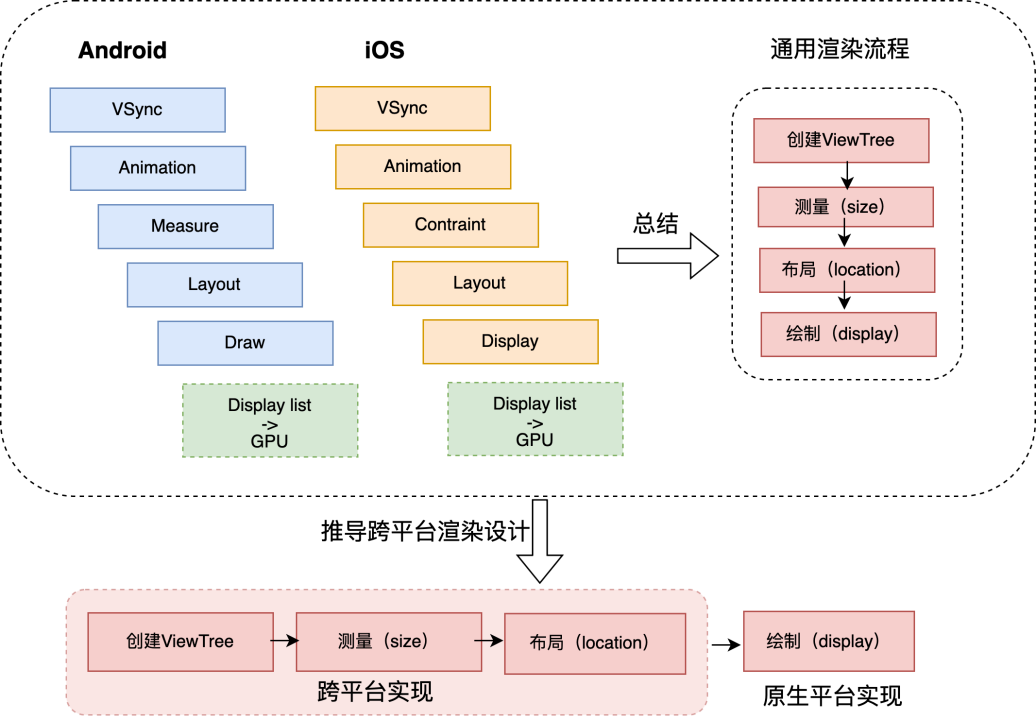 Android
VSync
Animation
Measure
Layout
Draw
Display list
->
GPU
iOS
VSync
Animation
Contraint
Layout
Display
Display list
->
GPU
总结
通用渲染流程
创建ViewTree
测量（size）
布局（location）
绘制（display）
推导跨平台渲染设计
创建ViewTree
测量（size）
布局（location）
跨平台实现
绘制（display）
原生平台实现